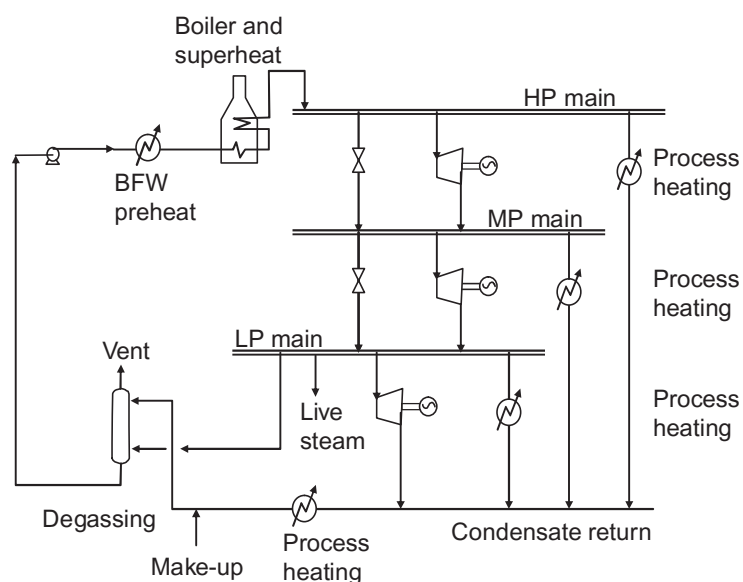 Boiler and
superheat
HP main
BFW
preheat
Process
heating
MP main
Process
heating
LP main
Vent
Live
steam
Process
heating
Degassing
Make-up
Process
heating
Condensate return